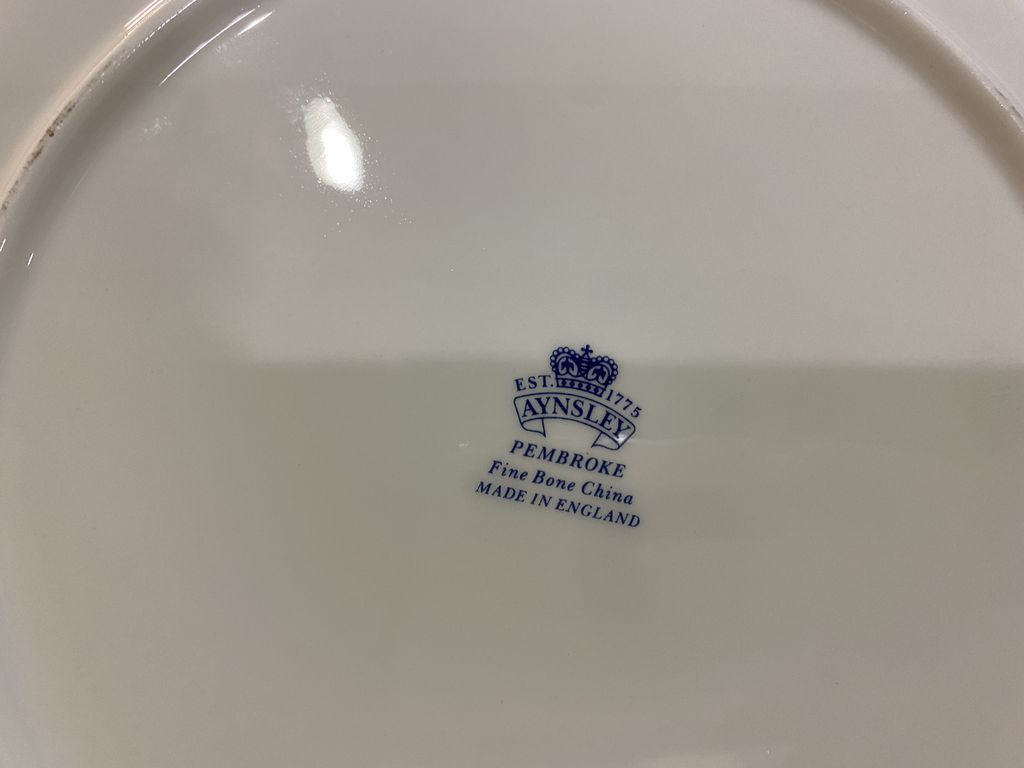 EST. 1775
AYNSLEY
PEMBROKE
Fine Bone China
MADE IN ENGLAND